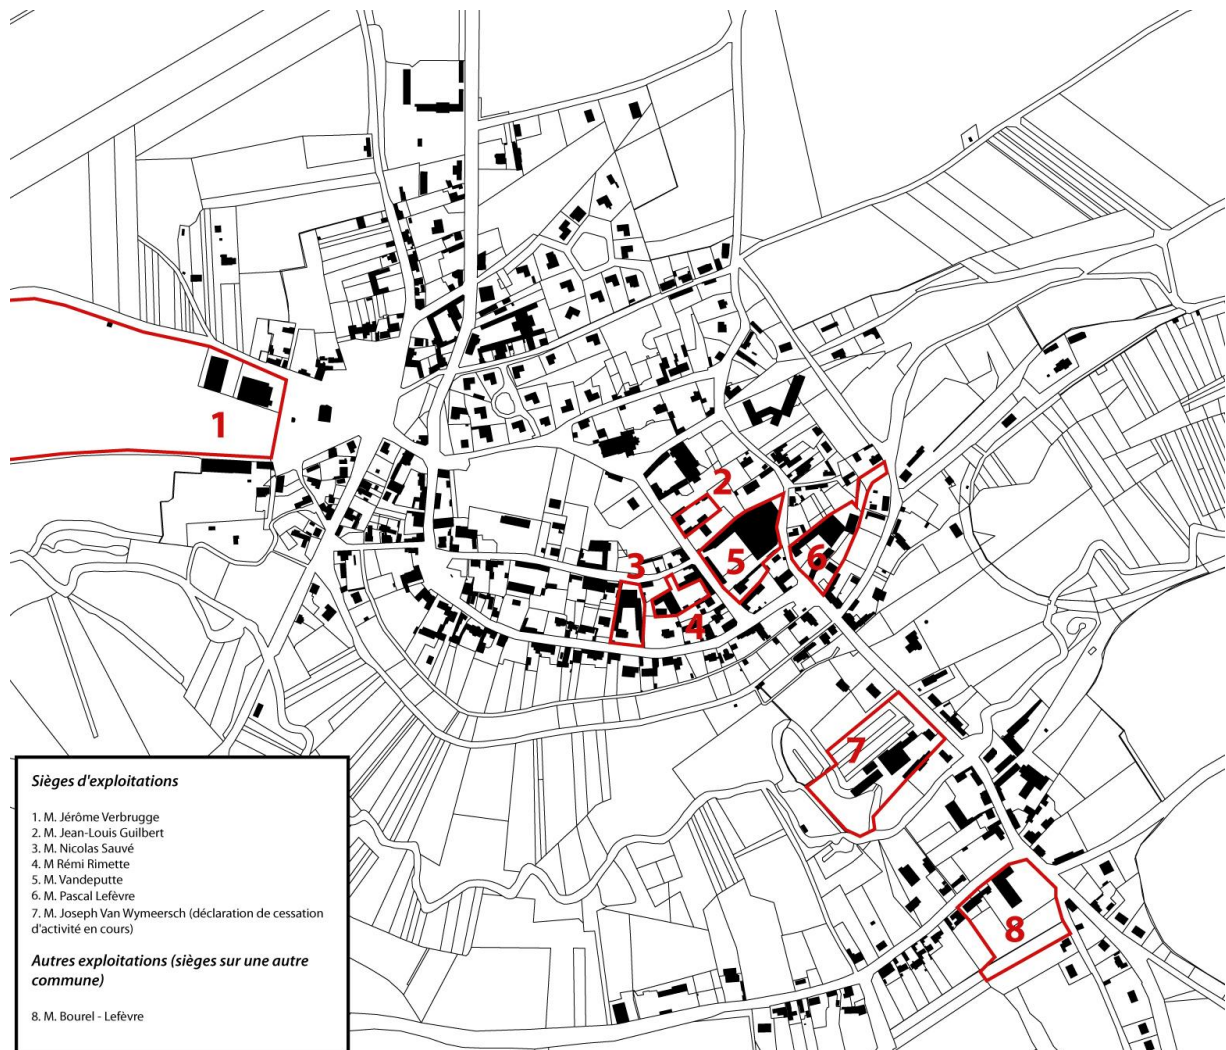 1
2
3
4
5
6
7
8
Sièges d'exploitations
1. M. Jérôme Verbrugge
2. M. Jean-Louis Guilbert
3. M. Nicolas Sauvé
4. M Rémi Rimette
5. M. Vandeputte
6. M. Pascal Lefèvre
7. M. Joseph Van Wymeersch (déclaration de cessation
d'activité en cours)
Autres exploitations (sièges sur une autre
commune)
8. M. Bourel - Lefèvre